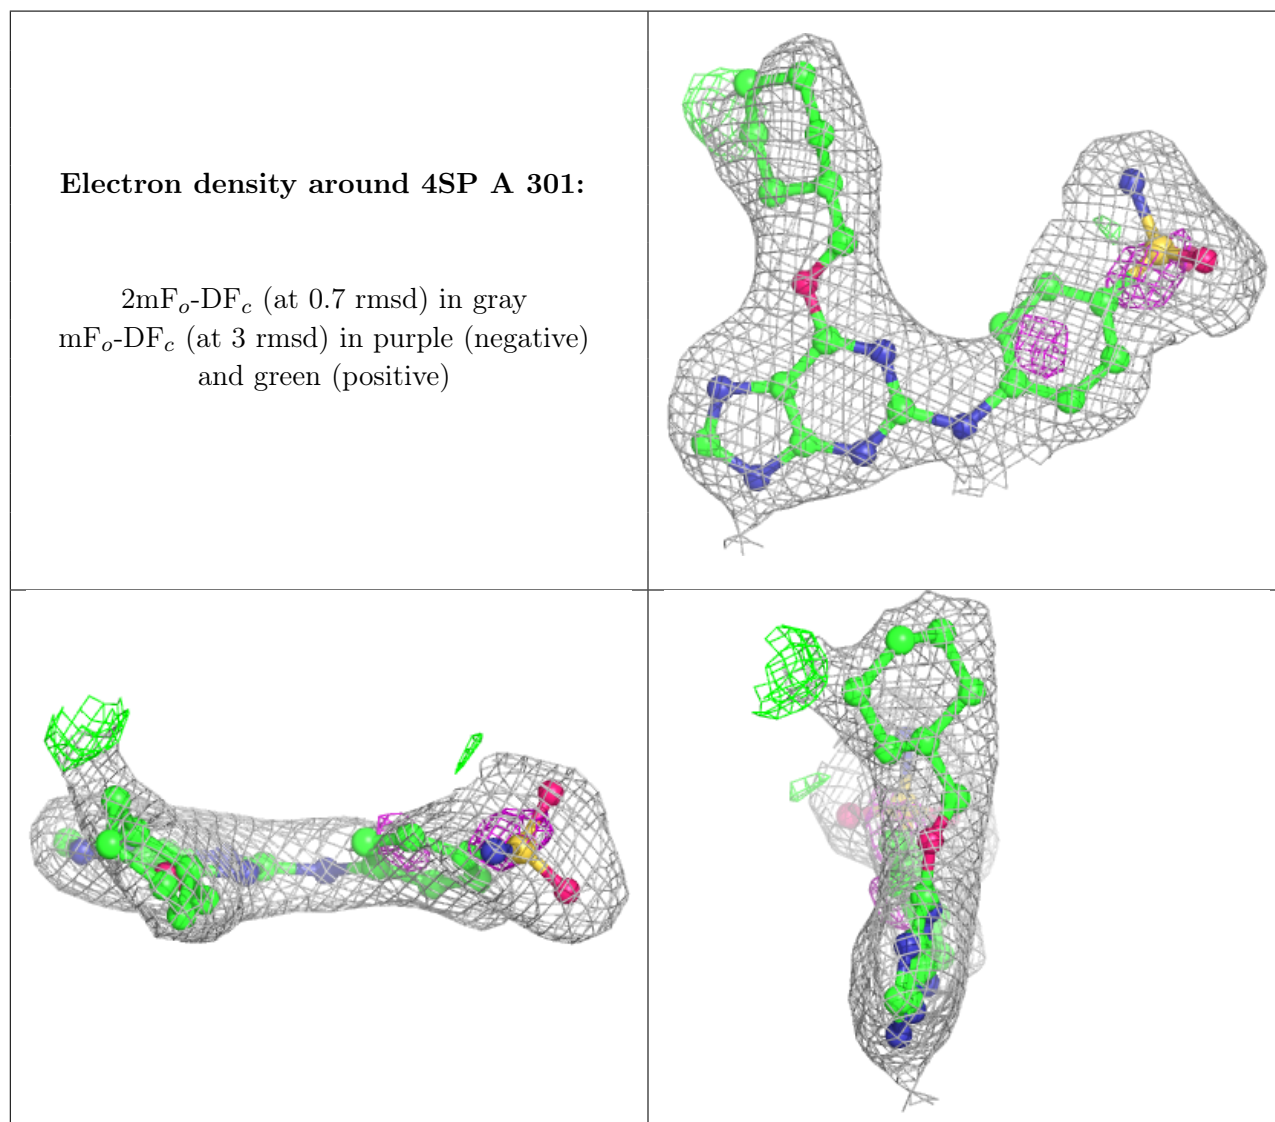 Electron density around 4SP A 301:
2mFo-DFc (at 0.7 rmsd) in gray
mFo-DFc (at 3 rmsd) in purple (negative)
and green (positive)